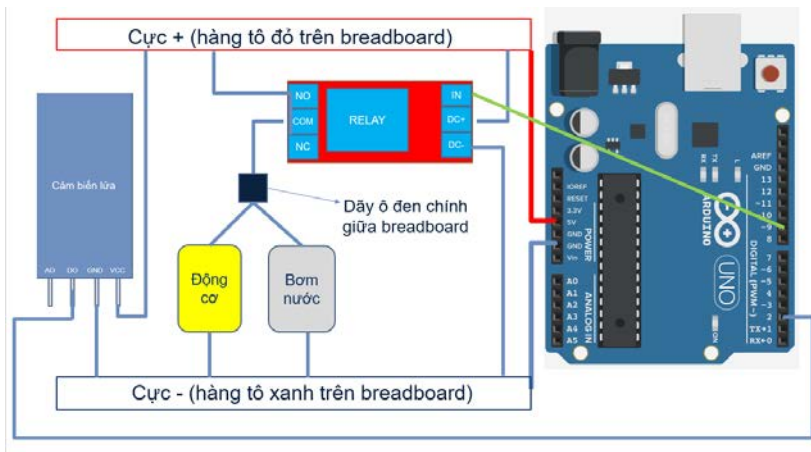 Cực + (hàng tô đỏ trên breadboard)
NO
COM
NC
RELAY
IN
DC+
DC-
Cảm biến lửa
AO
DO
GND
VCC
Dãy ô đen chính
giữa breadboard
Động
cơ
Bơm
nước
Cực - (hàng tô xanh trên breadboard)
IOREF
RESET
3.3V
5V
GND
GND
Vin
POWER
A0
A1
A2
A3
A4
A5
ANALOG IN
AREF
GND
13
12
~11
~10
~9
8
7
~6
~5
4
~3
2
TX→1
RX←0
DIGITAL (PWM~)
RX
TX
L
ARDUINO
UNO
ON